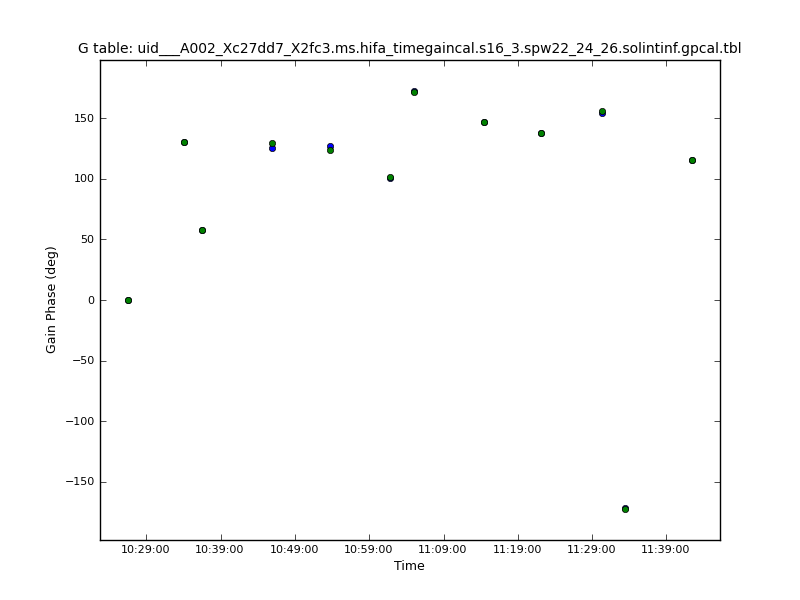 G table: uid___A002_Xc27dd7_X2fc3.ms.hifa_timegaincal.s16_3.spw22_24_26.solintinf.gpcal.tbl
150
100
50
0
−50
−100
−150
Gain Phase (deg)
10:29:00 10:39:00 10:49:00 10:59:00 11:09:00 11:19:00 11:29:00 11:39:00
Time